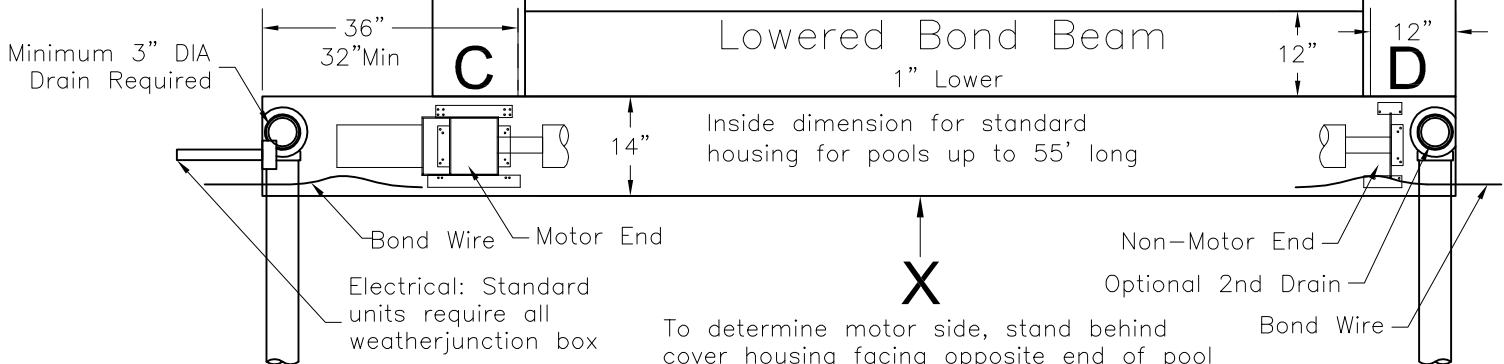 36”
32”Min
Minimum 3” DIA
Drain Required
C
Lowered Bond Beam
1” Lower
12”
12”
D
14”
Inside dimension for standard
housing for pools up to 55’ long
Bond Wire
Motor End
Electrical: Standard
units require all
weatherjunction box
X
To determine motor side, stand behind
cover housing facing opposite end of pool
Non-Motor End
Optional 2nd Drain
Bond Wire